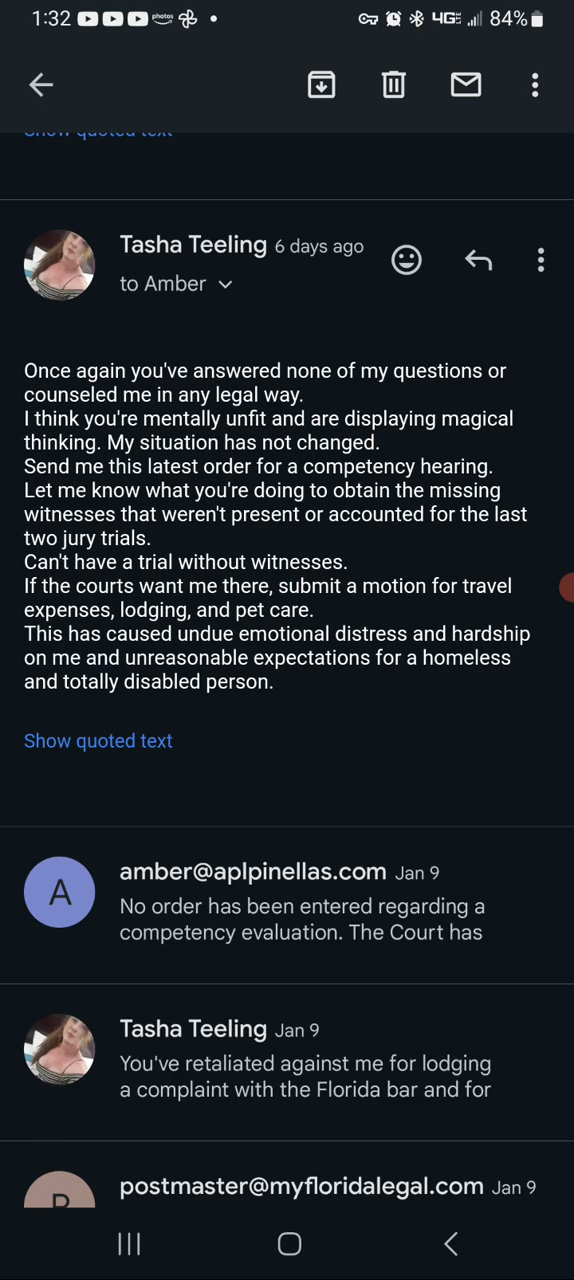 1:32 photos 4GE 84%
Show quoted text
Tasha Teeling 6 days ago
to Amber
Once again you've answered none of my questions or
counseled me in any legal way.
I think you're mentally unfit and are displaying magical
thinking. My situation has not changed.
Send me this latest order for a competency hearing.
Let me know what you're doing to obtain the missing
witnesses that weren't present or accounted for the last
two jury trials.
Can't have a trial without witnesses.
If the courts want me there, submit a motion for travel
expenses, lodging, and pet care.
This has caused undue emotional distress and hardship
on me and unreasonable expectations for a homeless
and totally disabled person.
Show quoted text
A
amber@aplpinellas.com Jan 9
No order has been entered regarding a
competency evaluation. The Court has
Tasha Teeling Jan 9
You've retaliated against me for lodging
a complaint with the Florida bar and for
postmaster@myfloridalegal.com Jan 9